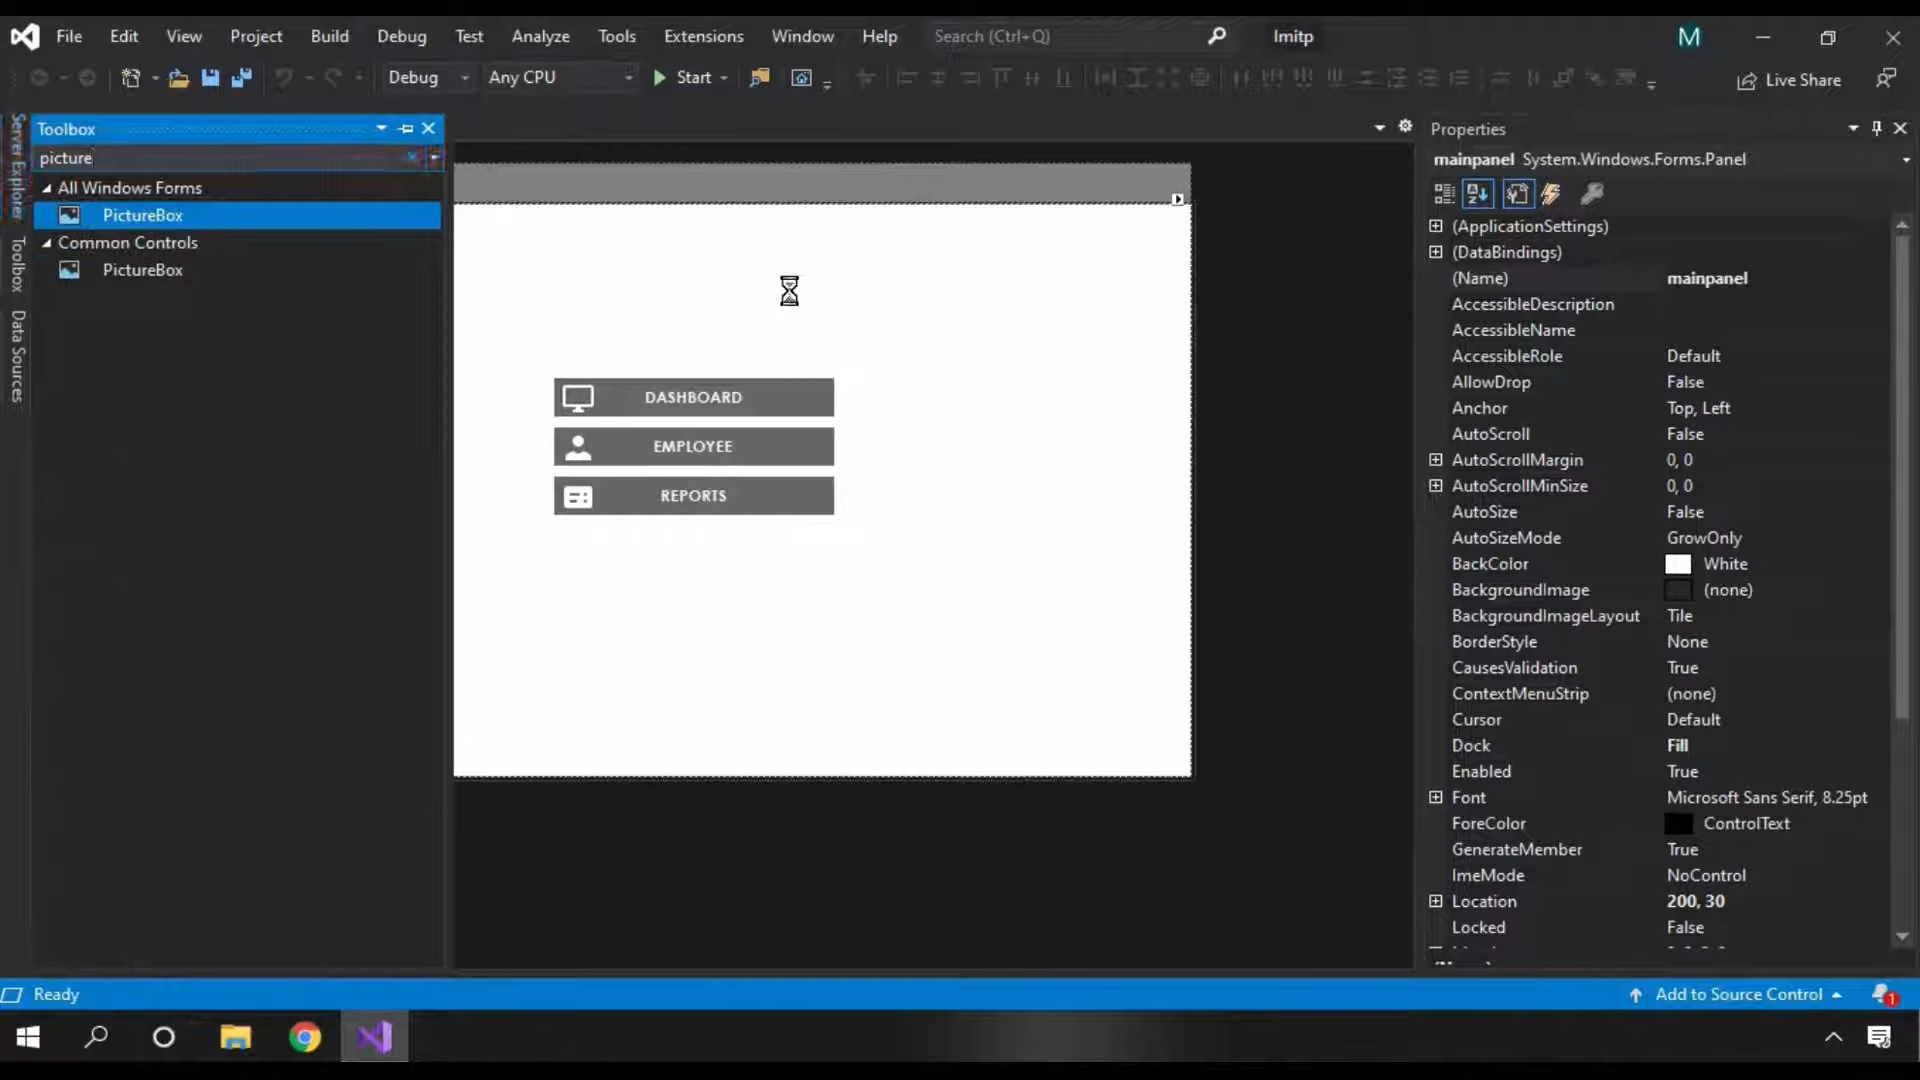 File Edit View Project Build Debug Test Analyze Tools Extensions Window Help Search (Ctrl+Q) Imitp M
Debug Any CPU Start Live Share
Server Explorer
Toolbox
Data Sources
Toolbox
picture
All Windows Forms
PictureBox
Common Controls
PictureBox
DASHBOARD
EMPLOYEE
REPORTS
Properties
mainpanel System.Windows.Forms.Panel
(ApplicationSettings)
(DataBindings)
(Name) mainpanel
AccessibleDescription
AccessibleName
AccessibleRole Default
AllowDrop False
Anchor Top, Left
AutoScroll False
AutoScrollMargin 0, 0
AutoScrollMinSize 0, 0
AutoSize False
AutoSizeMode GrowOnly
BackColor White
BackgroundImage (none)
BackgroundImageLayout Tile
BorderStyle None
CausesValidation True
ContextMenuStrip (none)
Cursor Default
Dock Fill
Enabled True
Font Microsoft Sans Serif, 8.25pt
ForeColor ControlText
GenerateMember True
ImeMode NoControl
Location 200, 30
Locked False
Ready Add to Source Control 1